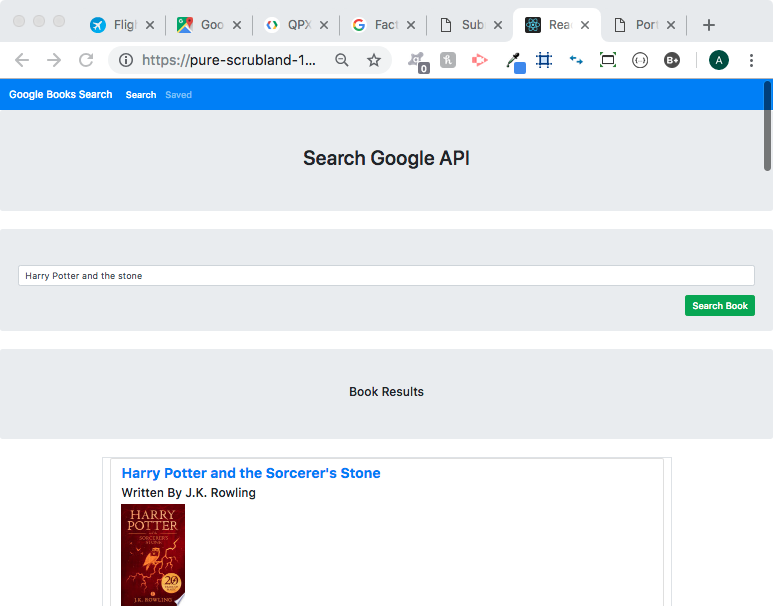 Fligh
Goo
QPX
Fact
Sub
Rea
Port
https://pure-scrubland-1...
0
B+
A
Google Books Search Search Saved
Search Google API
Harry Potter and the stone
Search Book
Book Results
Harry Potter and the Sorcerer's Stone
Written By J.K. Rowling
HARRY
POTTER
SORCERER'S
STONE
20
J.K. ROWLING